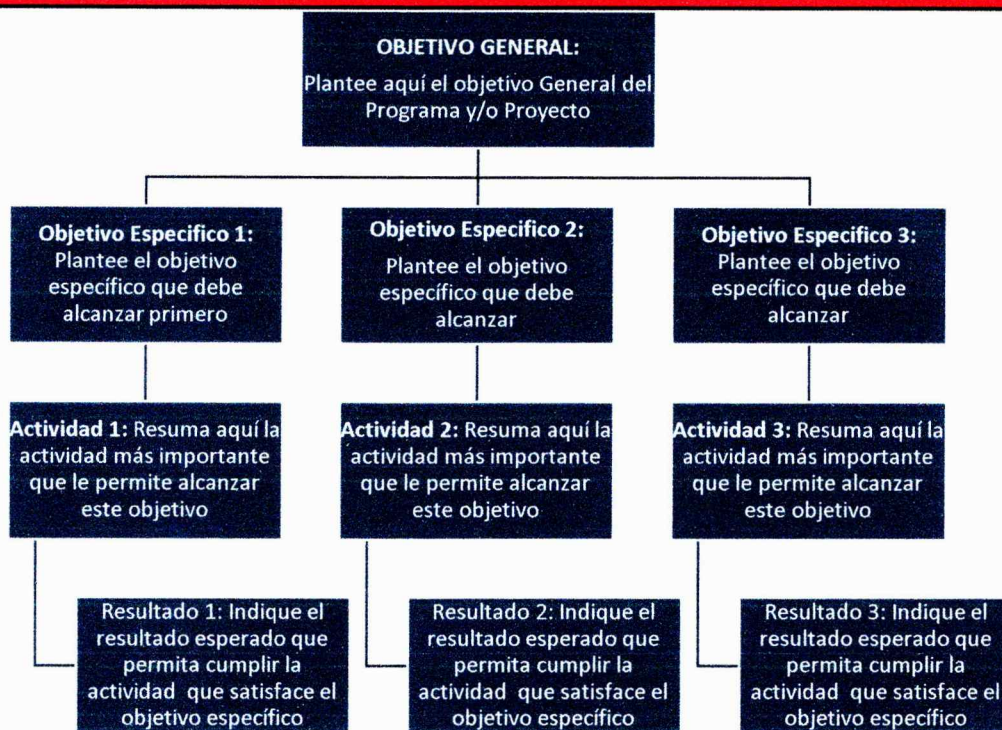 OBJETIVO GENERAL:
Plantee aquí el objetivo General del
Programa y/o Proyecto
Objetivo Especifico 1:
Plantee el objetivo
específico que debe
alcanzar primero
Objetivo Especifico 2:
Plantee el objetivo
específico que debe
alcanzar
Objetivo Especifico 3:
Plantee el objetivo
específico que debe
alcanzar
Actividad 1: Resuma aquí la
actividad más importante
que le permite alcanzar
este objetivo
Actividad 2: Resuma aquí la
actividad más importante
que le permite alcanzar
este objetivo
Actividad 3: Resuma aquí la
actividad más importante
que le permite alcanzar
este objetivo
Resultado 1: Indique el
resultado esperado que
permita cumplir la
actividad que satisface el
objetivo específico
Resultado 2: Indique el
resultado esperado que
permita cumplir la
actividad que satisface el
objetivo específico
Resultado 3: Indique el
resultado esperado que
permita cumplir la
actividad que satisface el
objetivo específico